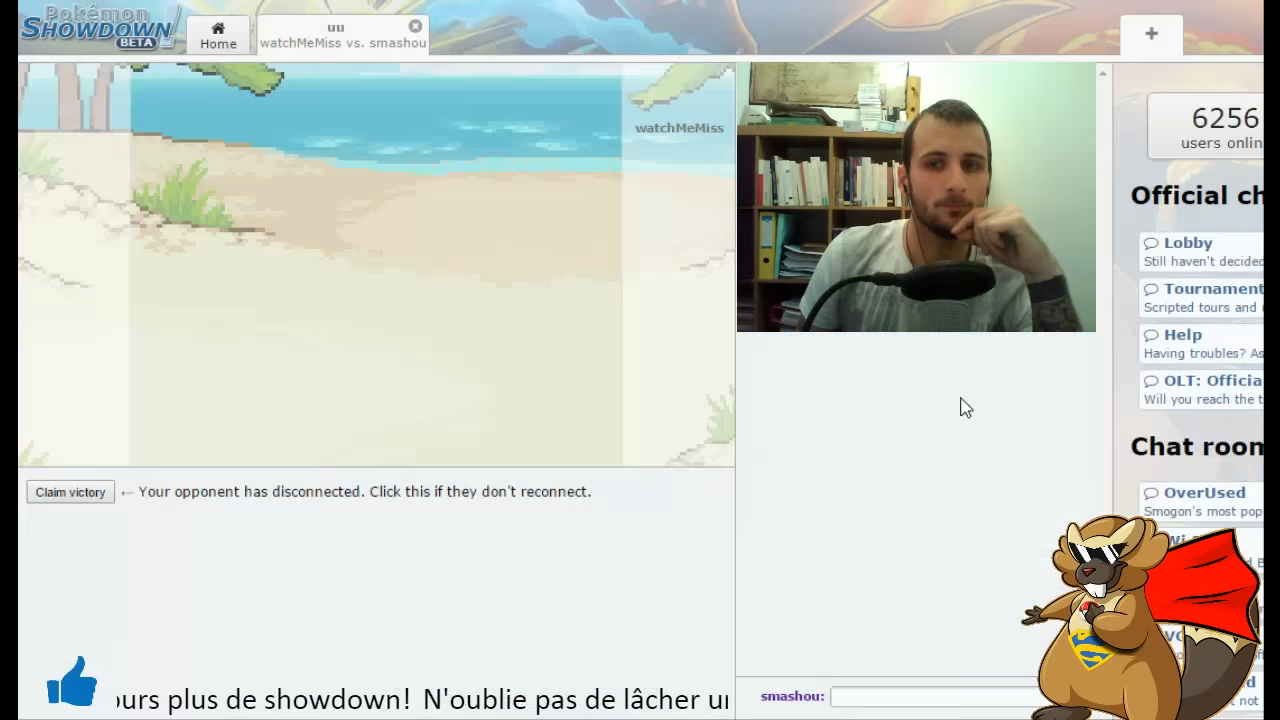 Pokémon
SHOWDOWN
BETA
Home
uu
watchMeMiss vs. smashou
+
watchMeMiss
6256
users onlin
Official ch
Lobby
Still haven't decided
Tournament
Scripted tours and
Help
Having troubles? As
OLT: Officia
Will you reach the t
Chat room
OverUsed
Smogon's most pop
Claim victory
← Your opponent has disconnected. Click this if they don't reconnect.
ours plus de showdown! N'oublie pas de lâcher un
smashou: